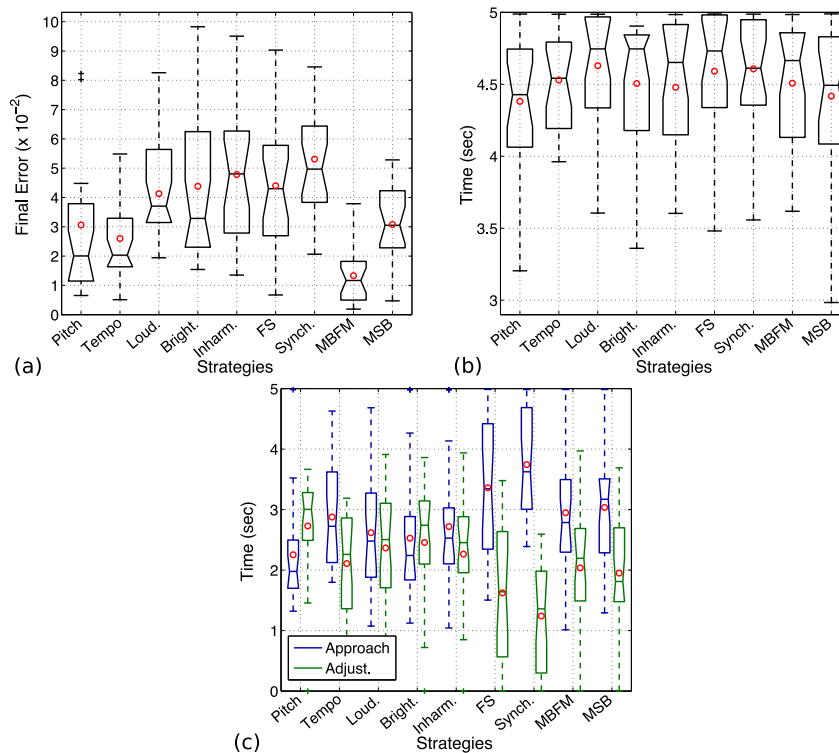 Final Error (x 10⁻²)
10
9
8
7
6
5
4
3
2
1
0
Pitch
Tempo
Loud.
Bright.
Inharm.
FS
Synch.
MBFM
MSB
Strategies
(a)
Time (sec)
5
4.5
4
3.5
3
Pitch
Tempo
Loud.
Bright.
Inharm.
FS
Synch.
MBFM
MSB
Strategies
(b)
Time (sec)
5
4
3
2
1
0
Approach
Adjust.
Pitch
Tempo
Loud.
Bright.
Inharm.
FS
Synch.
MBFM
MSB
Strategies
(c)